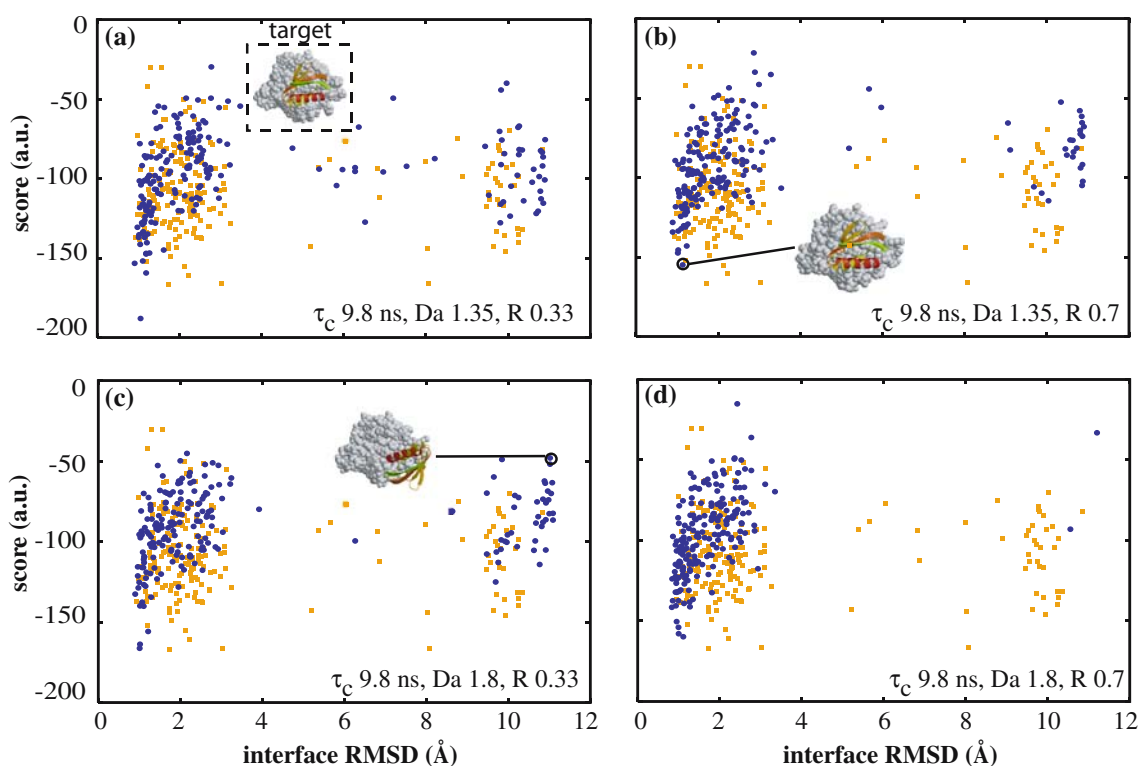 (a)
target
(b)
0
-50
-100
-150
-200
score (a.u.)
τc 9.8 ns, Da 1.35, R 0.33
τc 9.8 ns, Da 1.35, R 0.7
(c)
(d)
0
-50
-100
-150
-200
score (a.u.)
τc 9.8 ns, Da 1.8, R 0.33
τc 9.8 ns, Da 1.8, R 0.7
0 2 4 6 8 10 12
0 2 4 6 8 10 12
interface RMSD (Å)
interface RMSD (Å)